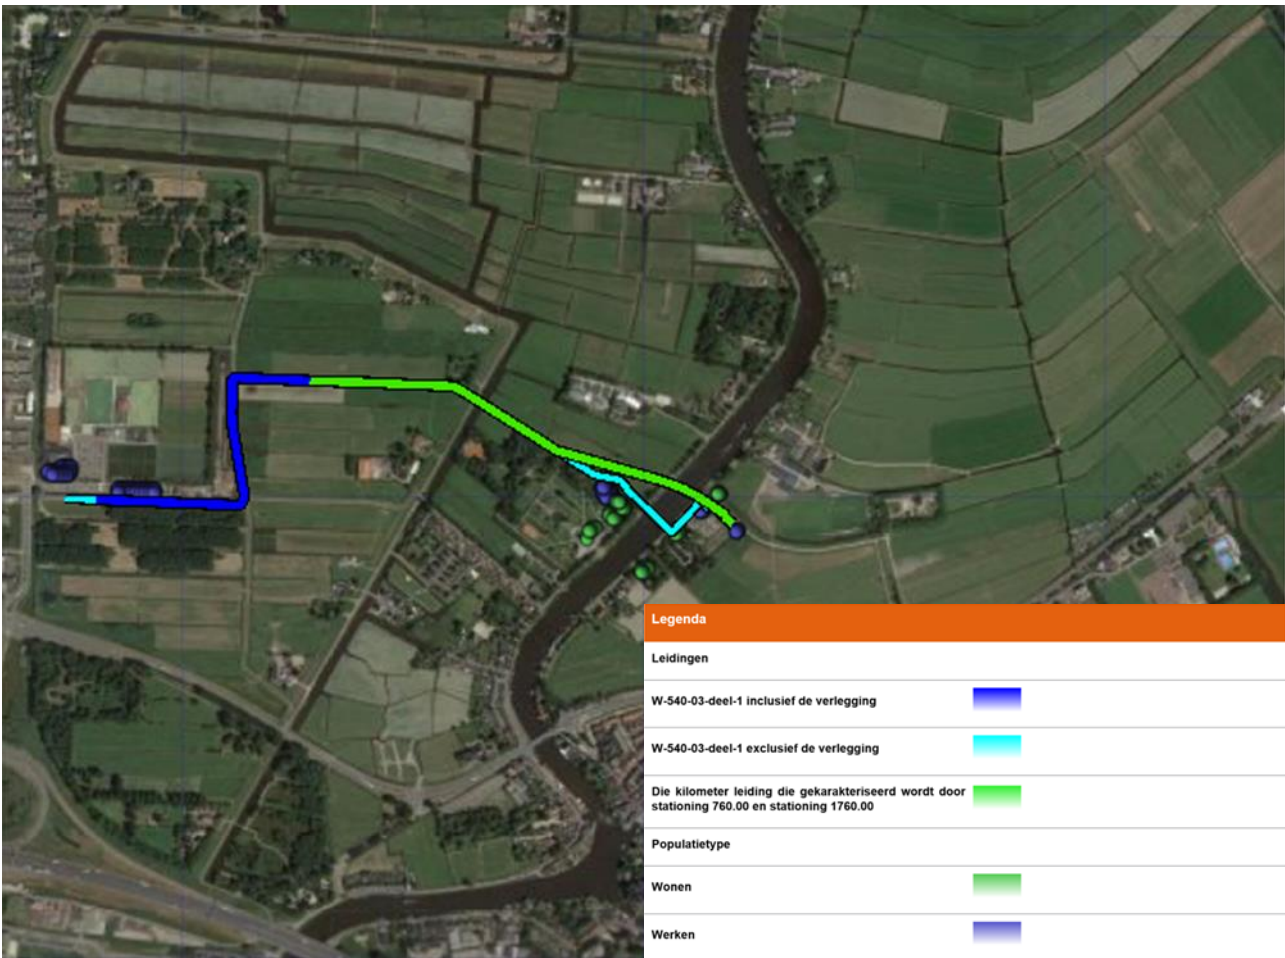 Legenda
Leidingen
W-540-03-deel-1 inclusief de verlegging
W-540-03-deel-1 exclusief de verlegging
Die kilometer leiding die gekarakteriseerd wordt door
stationing 760.00 en stationing 1760.00
Populatietype
Wonen
Werken